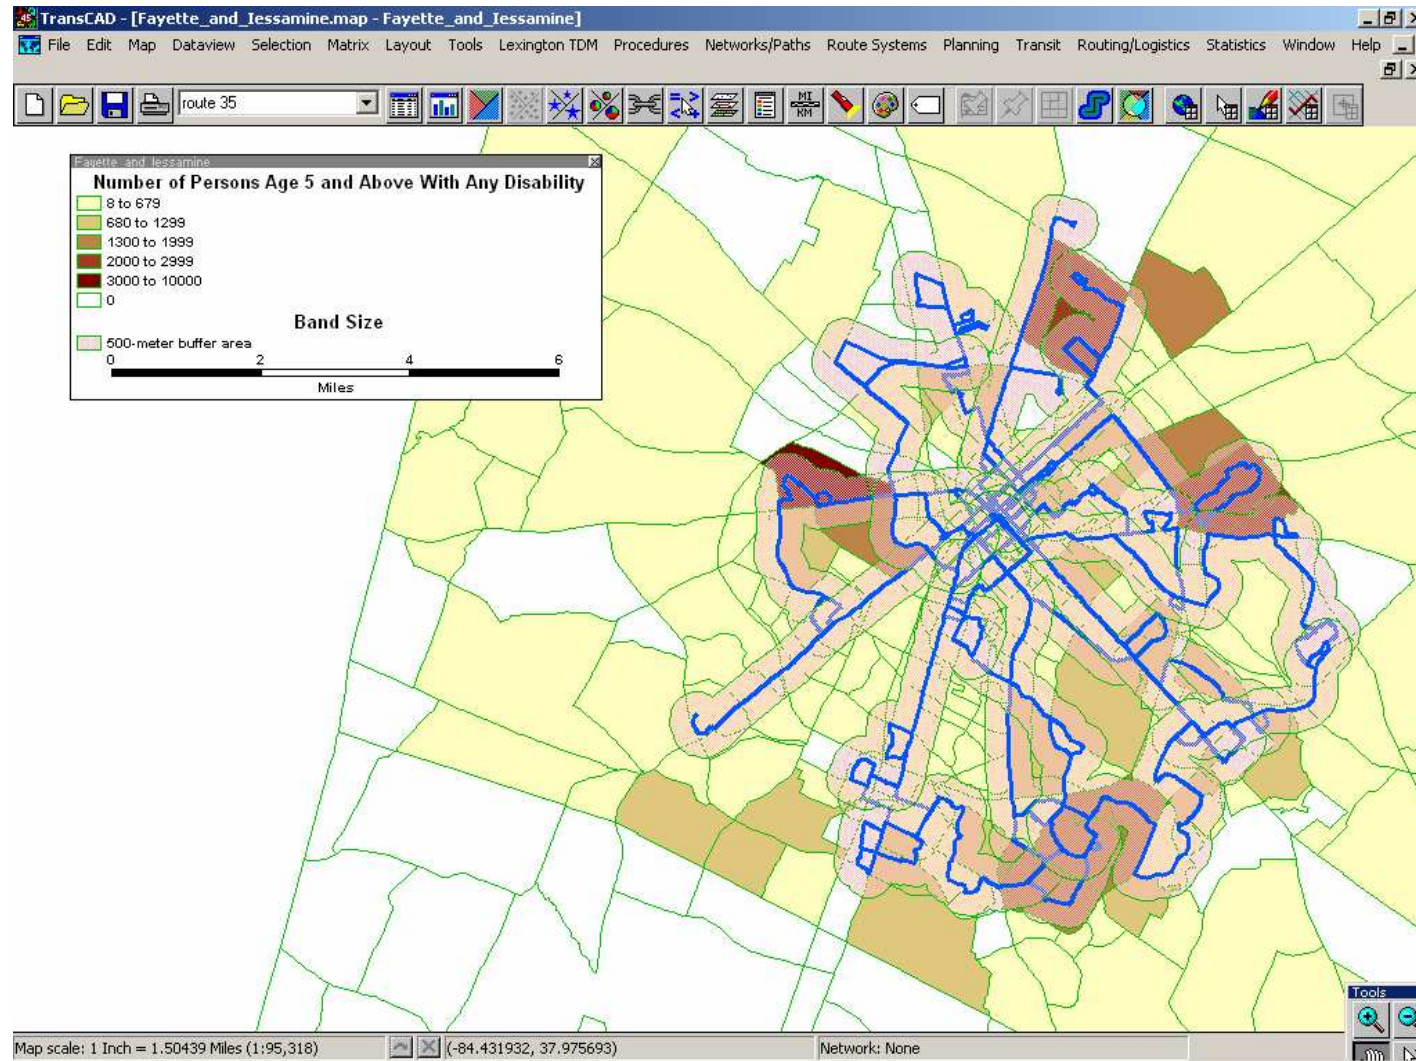 TransCAD - [Fayette_and_Iessamine.map - Fayette_and_Iessamine]
File Edit Map Dataview Selection Matrix Layout Tools Lexington TDM Procedures Networks/Paths Route Systems Planning Transit Routing/Logistics Statistics Window Help
route 35
MI
KM
Fayette_and_Iessamine
Number of Persons Age 5 and Above With Any Disability
8 to 679
680 to 1299
1300 to 1999
2000 to 2999
3000 to 10000
0
Band Size
500-meter buffer area
0 2 4 6
Miles
Tools
Map scale: 1 Inch = 1.50439 Miles (1:95,318) (-84.431932, 37.975693) Network: None